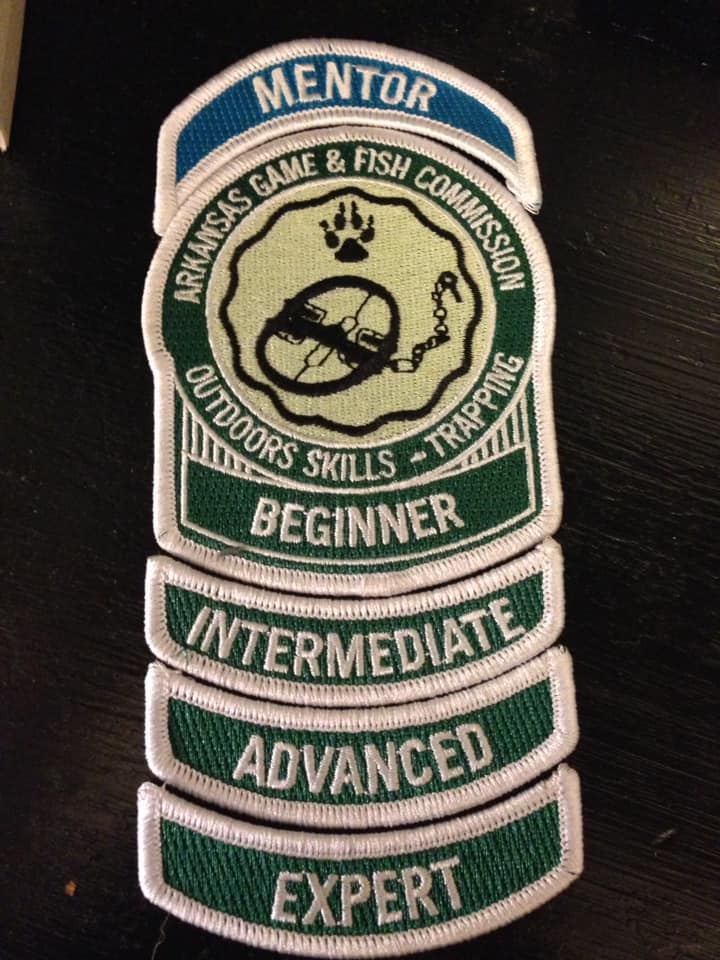 MENTOR
ARKANSAS GAME & FISH COMMISSION
OUTDOORS SKILLS - TRAPPING
BEGINNER
INTERMEDIATE
ADVANCED
EXPERT